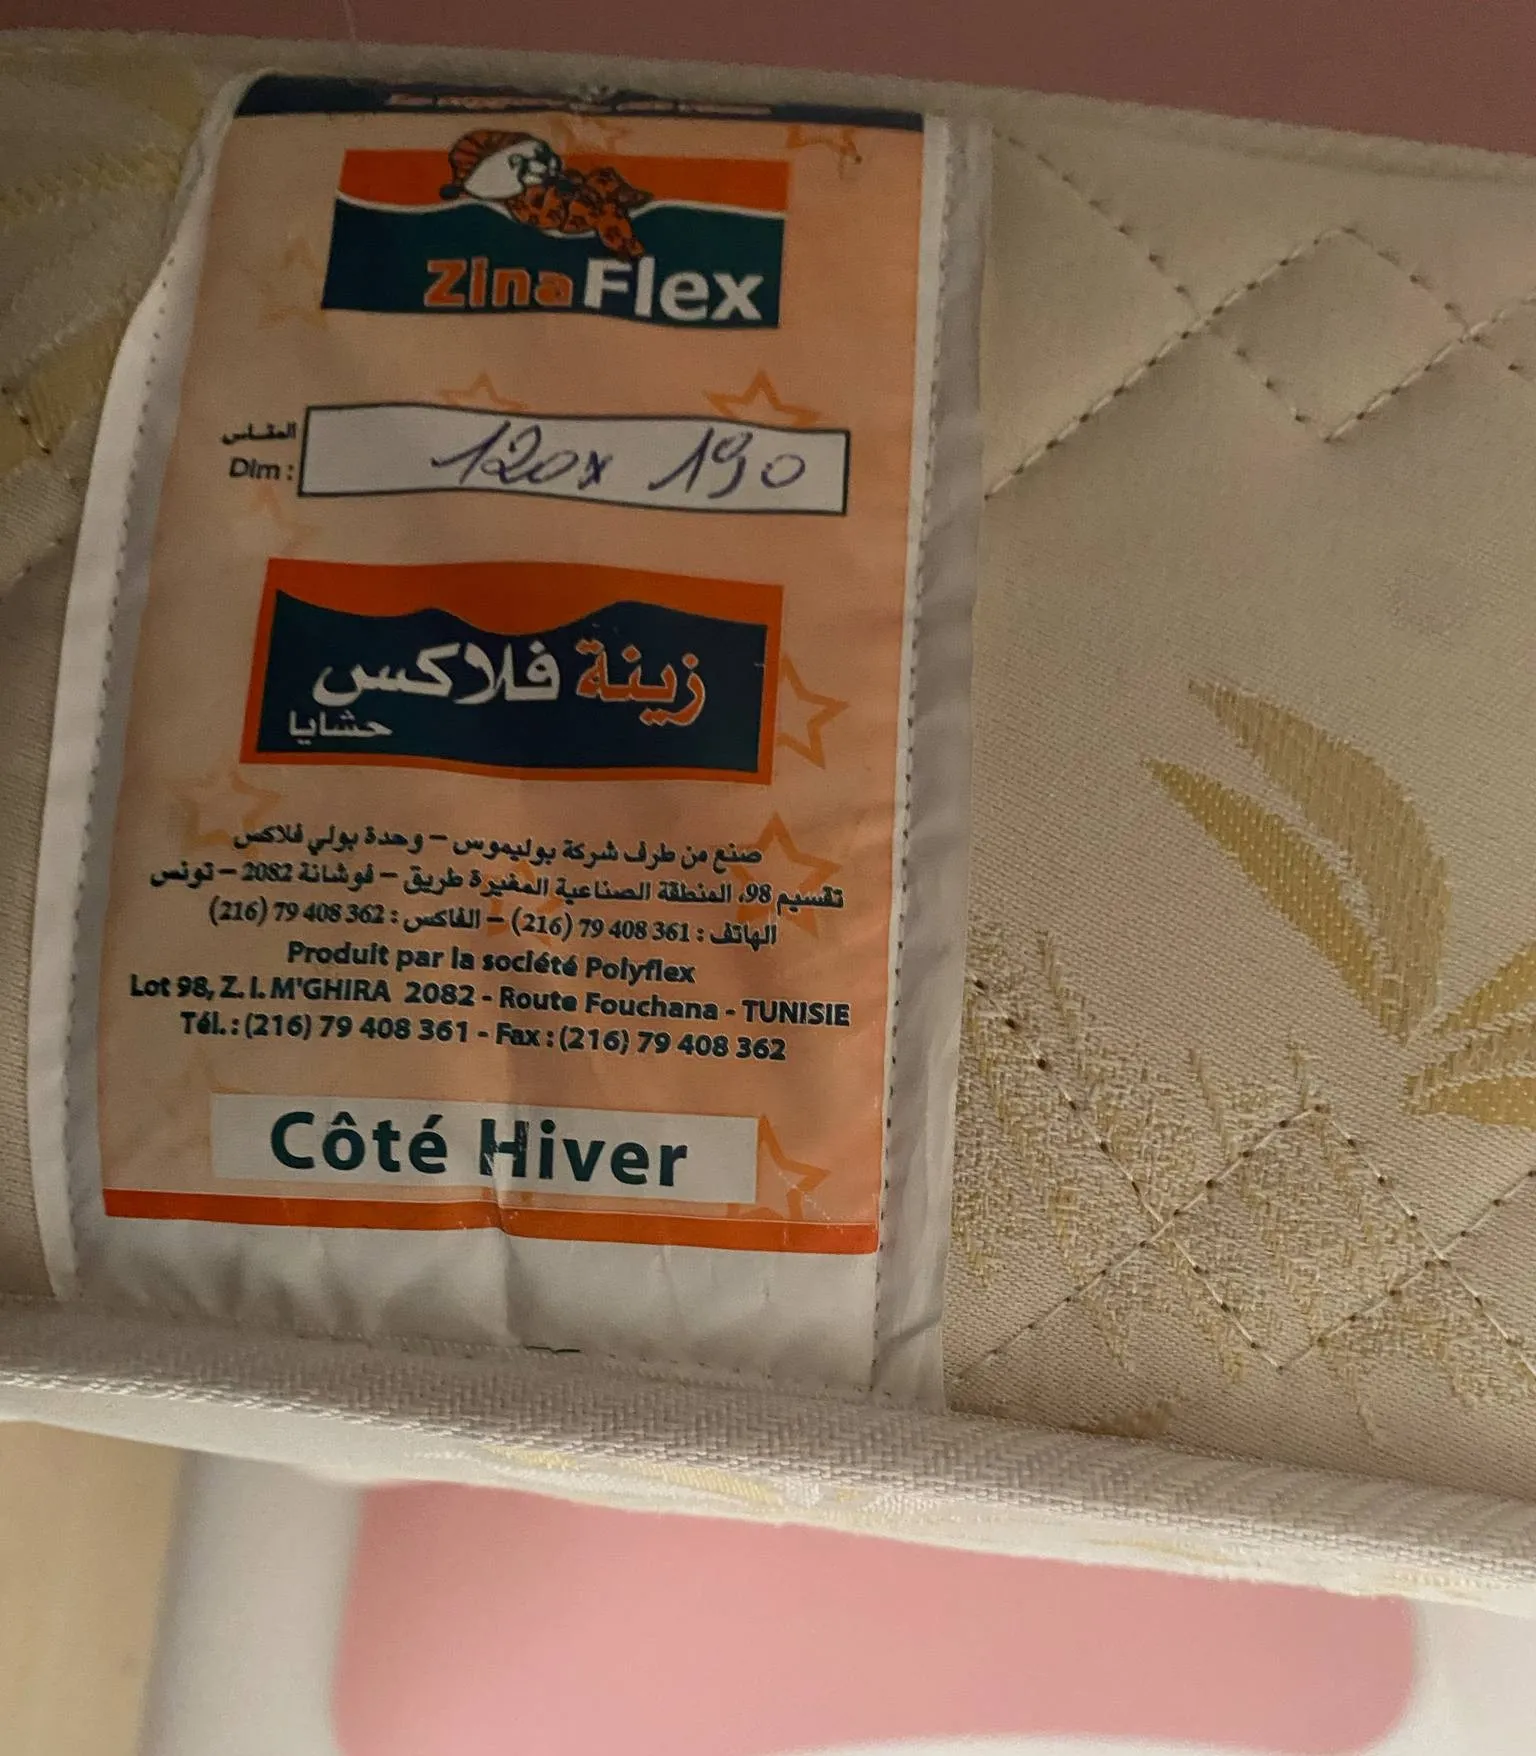 ZinaFlex
المقاس
Dim :
120x 190
زينة فلاكس
حشايا
صنع من طرف شركة بوليموس – وحدة بولي فلاكس
تقسيم 98، المنطقة الصناعية المغيرة طريق – فوشانة 2082 – تونس
الهاتف : 361 408 79 (216) – الفاكس : 362 408 79 (216)
Produit par la société Polyflex
Lot 98, Z. I. M'GHIRA 2082 - Route Fouchana - TUNISIE
Tél. : (216) 79 408 361 - Fax : (216) 79 408 362
Côté Hiver